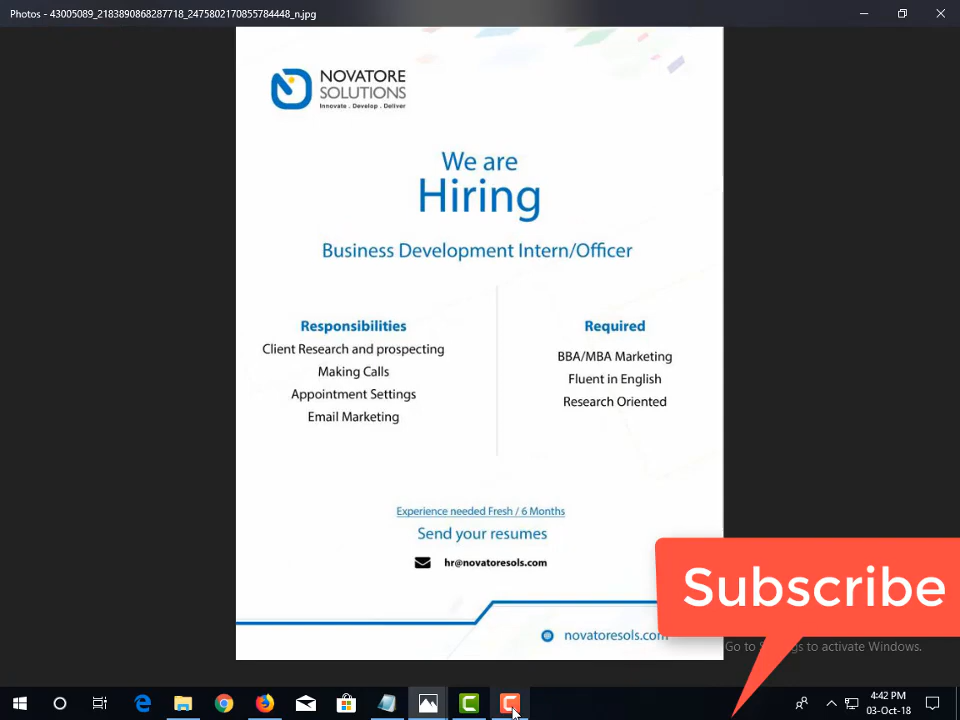 Photos - 43005089_2183890868287718_2475802170855784448_n.jpg
NOVATORE
SOLUTIONS
Innovate . Develop . Deliver
We are
Hiring
Business Development Intern/Officer
Responsibilities
Client Research and prospecting
Making Calls
Appointment Settings
Email Marketing
Required
BBA/MBA Marketing
Fluent in English
Research Oriented
Experience needed Fresh / 6 Months
Send your resumes
hr@novatoresols.com
novatoresols.com
Subscribe
Go to Settings to activate Windows.
4:42 PM
03-Oct-18